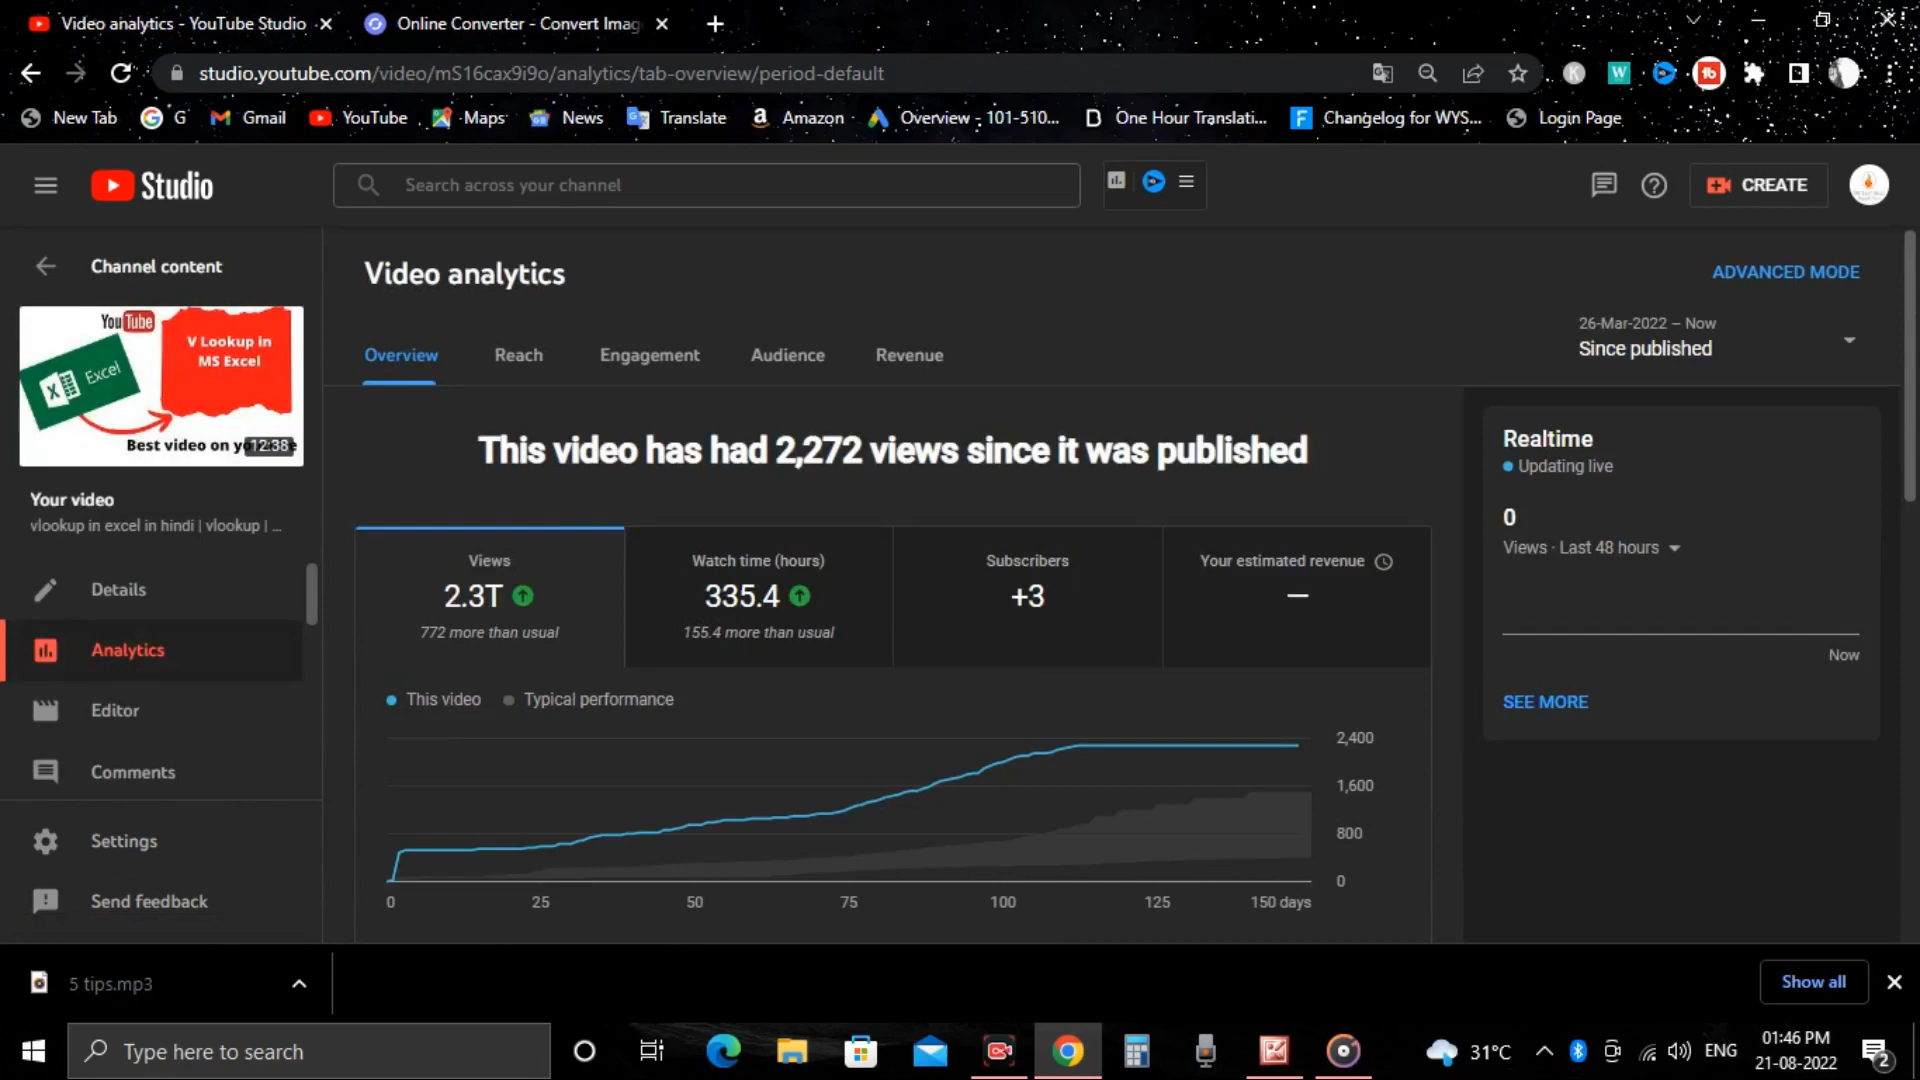 Video analytics - YouTube Studio
Online Converter - Convert Imag
studio.youtube.com/video/mS16cax9i9o/analytics/tab-overview/period-default
New Tab
G
Gmail
YouTube
Maps
News
Translate
Amazon
Overview - 101-510...
One Hour Translati...
Changelog for WYS...
Login Page
Studio
Search across your channel
CREATE
Channel content
Video analytics
ADVANCED MODE
26-Mar-2022 – Now
Since published
Overview
Reach
Engagement
Audience
Revenue
YouTube
V Lookup in
MS Excel
Excel
Best video on yo
12:38
This video has had 2,272 views since it was published
Realtime
Updating live
0
Views · Last 48 hours
Now
SEE MORE
Your video
vlookup in excel in hindi | vlookup | ...
Details
Analytics
Editor
Comments
Settings
Send feedback
Views
2.3T
772 more than usual
Watch time (hours)
335.4
155.4 more than usual
Subscribers
+3
Your estimated revenue
—
This video
Typical performance
2,400
1,600
800
0
0
25
50
75
100
125
150 days
5 tips.mp3
Show all
Type here to search
31°C
ENG
01:46 PM
21-08-2022
2